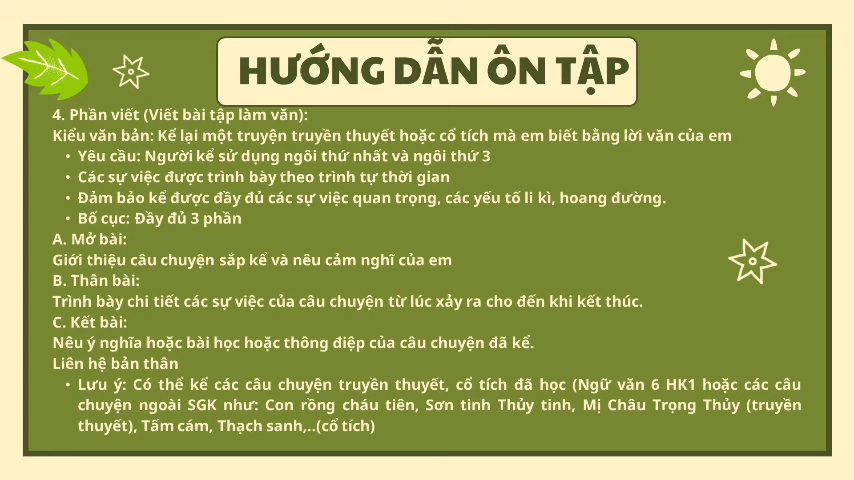 HƯỚNG DẪN ÔN TẬP
4. Phần viết (Viết bài tập làm văn):
Kiểu văn bản: Kể lại một truyện truyền thuyết hoặc cổ tích mà em biết bằng lời văn của em
• Yêu cầu: Người kể sử dụng ngôi thứ nhất và ngôi thứ 3
• Các sự việc được trình bày theo trình tự thời gian
• Đảm bảo kể được đầy đủ các sự việc quan trọng, các yếu tố li kì, hoang đường.
• Bố cục: Đầy đủ 3 phần
A. Mở bài:
Giới thiệu câu chuyện sắp kể và nêu cảm nghĩ của em
B. Thân bài:
Trình bày chi tiết các sự việc của câu chuyện từ lúc xảy ra cho đến khi kết thúc.
C. Kết bài:
Nêu ý nghĩa hoặc bài học hoặc thông điệp của câu chuyện đã kể.
Liên hệ bản thân
• Lưu ý: Có thể kể các câu chuyện truyền thuyết, cổ tích đã học (Ngữ văn 6 HK1 hoặc các câu
chuyện ngoài SGK như: Con rồng cháu tiên, Sơn tinh Thủy tinh, Mị Châu Trọng Thủy (truyền
thuyết), Tấm cám, Thạch sanh,..(cổ tích)